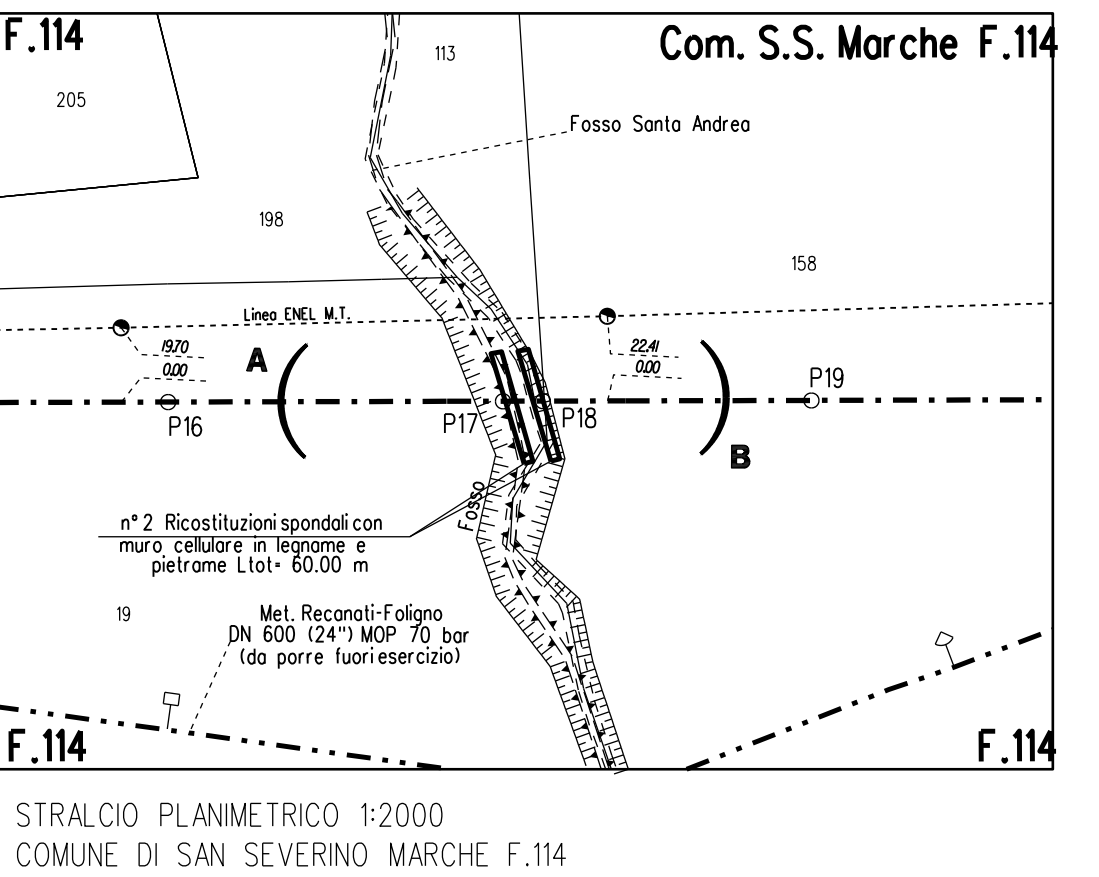 F.114
Com. S.S. Marche F.114
113
205
Fosso Santa Andrea
198
158
Linea ENEL M.T.
19.70
0.00
A
22.41
0.00
P19
P16
P17
P18
B
Fosso
n° 2 Ricostituzioni spondali con
muro cellulare in legname e
pietrame Ltot= 60.00 m
19
Met. Recanati-Foligno
DN 600 (24") MOP 70 bar
(da porre fuori esercizio)
F.114
F.114
STRALCIO PLANIMETRICO 1:2000
COMUNE DI SAN SEVERINO MARCHE F.114